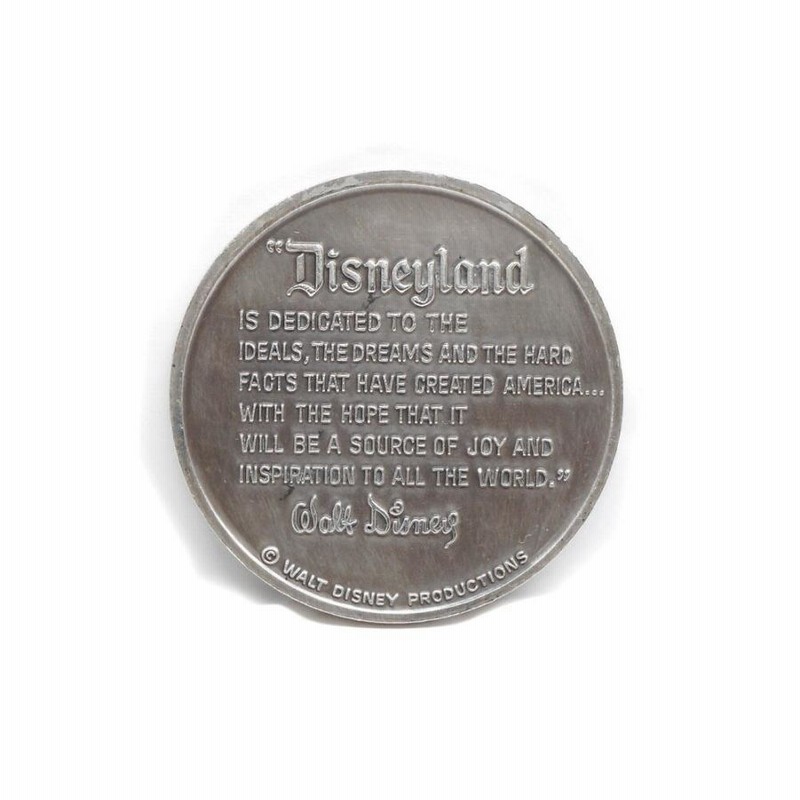 “Disneyland
IS DEDICATED TO THE
IDEALS, THE DREAMS AND THE HARD
FACTS THAT HAVE CREATED AMERICA...
WITH THE HOPE THAT IT
WILL BE A SOURCE OF JOY AND
INSPIRATION TO ALL THE WORLD.”
Walt Disney
© WALT DISNEY PRODUCTIONS